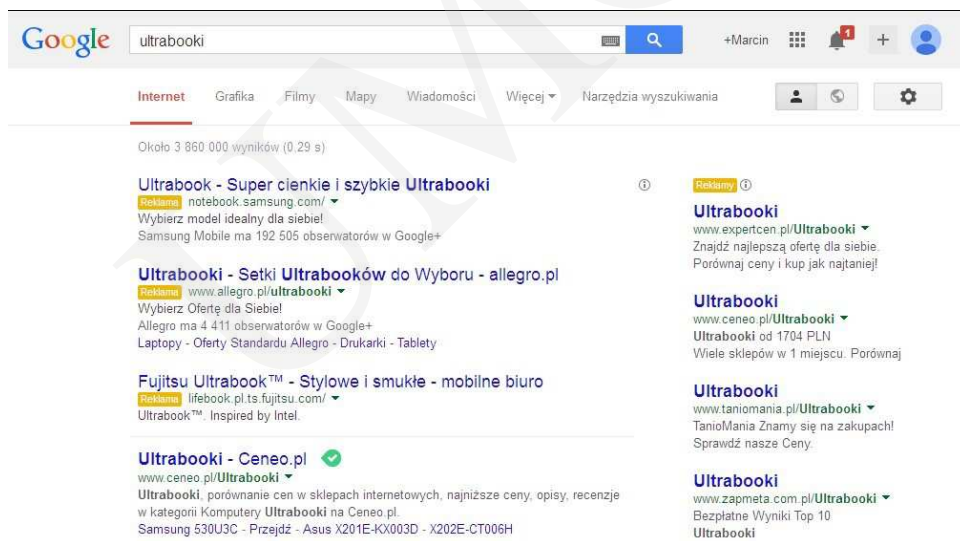 Google
ultrabooki
+Marcin
1
+
Internet Grafika Filmy Mapy Wiadomości Więcej Narzędzia wyszukiwania
Około 3 860 000 wyników (0,29 s)
Ultrabook - Super cienkie i szybkie Ultrabooki
Reklama notebook.samsung.com/
Wybierz model idealny dla siebie!
Samsung Mobile ma 192 505 obserwatorów w Google+
Ultrabooki - Setki Ultrabooków do Wyboru - allegro.pl
Reklama www.allegro.pl/ultrabooki
Wybierz Ofertę dla Siebie!
Allegro ma 4 411 obserwatorów w Google+
Laptopy - Oferty Standardu Allegro - Drukarki - Tablety
Fujitsu Ultrabook™ - Stylowe i smukłe - mobilne biuro
Reklama lifebook.pl.ts.fujitsu.com/
Ultrabook™. Inspired by Intel.
Ultrabooki - Ceneo.pl
www.ceneo.pl/Ultrabooki
Ultrabooki, porównanie cen w sklepach internetowych, najniższe ceny, opisy, recenzje
w kategorii Komputery Ultrabooki na Ceneo.pl.
Samsung 530U3C - Przejdź - Asus X201E-KX003D - X202E-CT006H
Reklamy
Ultrabooki
www.expertcen.pl/Ultrabooki
Znajdź najlepszą ofertę dla siebie.
Porównaj ceny i kup jak najtaniej!
Ultrabooki
www.ceneo.pl/Ultrabooki
Ultrabooki od 1704 PLN
Wiele sklepów w 1 miejscu. Porównaj
Ultrabooki
www.taniomania.pl/Ultrabooki
TanioMania Znamy się na zakupach!
Sprawdź nasze Ceny.
Ultrabooki
www.zapmeta.com.pl/Ultrabooki
Bezpłatne Wyniki Top 10
Ultrabooki